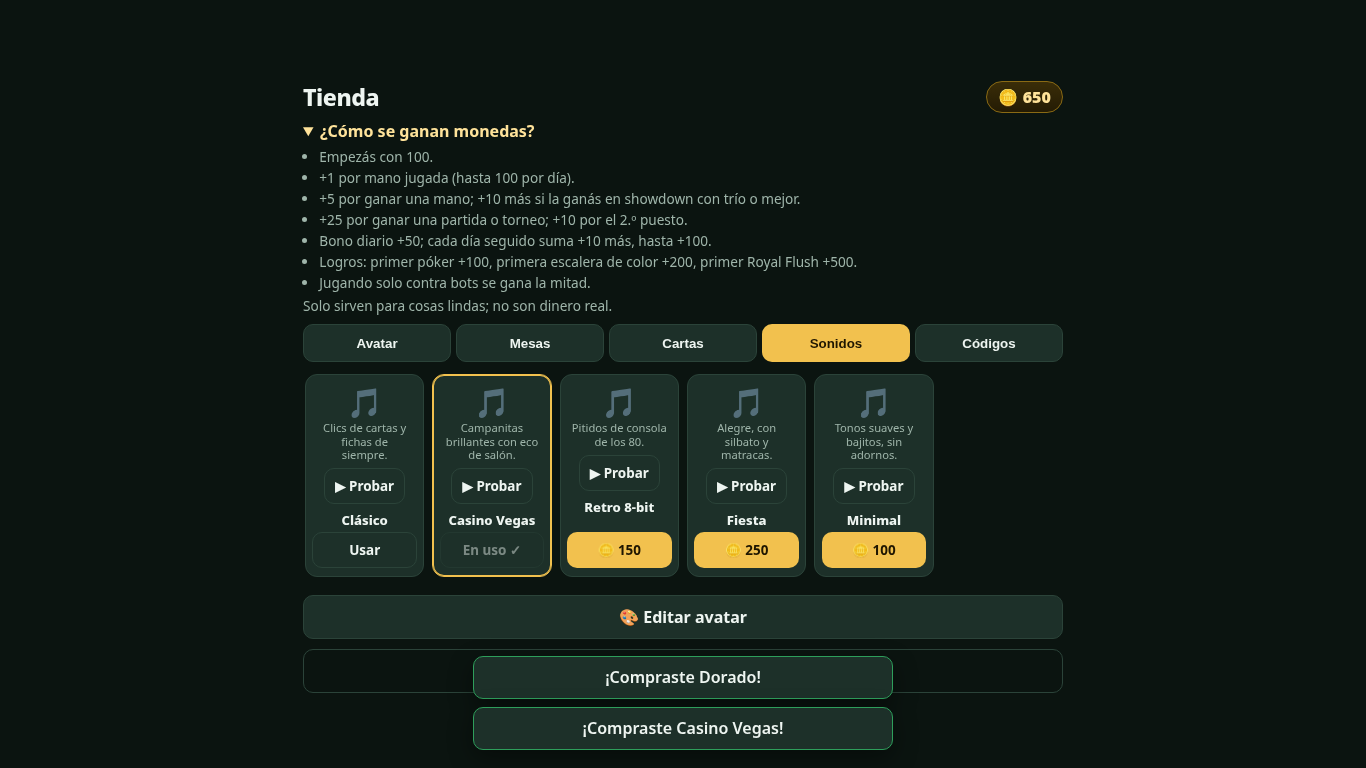 Tienda
🪙 650
▼ ¿Cómo se ganan monedas?
• Empezás con 100.
• +1 por mano jugada (hasta 100 por día).
• +5 por ganar una mano; +10 más si la ganás en showdown con trío o mejor.
• +25 por ganar una partida o torneo; +10 por el 2.º puesto.
• Bono diario +50; cada día seguido suma +10 más, hasta +100.
• Logros: primer póker +100, primera escalera de color +200, primer Royal Flush +500.
• Jugando solo contra bots se gana la mitad.
Solo sirven para cosas lindas; no son dinero real.
Avatar
Mesas
Cartas
Sonidos
Códigos
Clics de cartas y
fichas de
siempre.
▶ Probar
Clásico
Usar
Campanitas
brillantes con eco
de salón.
▶ Probar
Casino Vegas
En uso ✓
Pitidos de consola
de los 80.
▶ Probar
Retro 8-bit
🪙 150
Alegre, con
silbato y
matracas.
▶ Probar
Fiesta
🪙 250
Tonos suaves y
bajitos, sin
adornos.
▶ Probar
Minimal
🪙 100
🎨 Editar avatar
¡Compraste Dorado!
¡Compraste Casino Vegas!